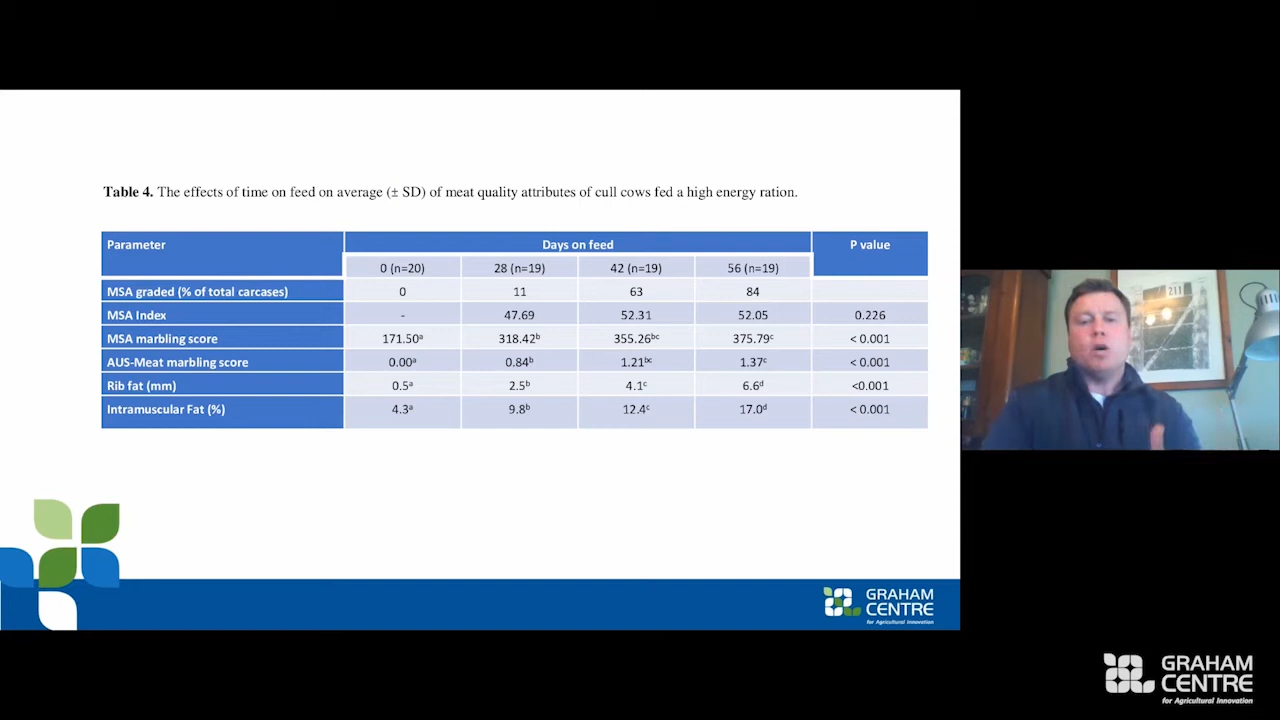 Table 4. The effects of time on feed on average (± SD) of meat quality attributes of cull cows fed a high energy ration.
Parameter Days on feed P value
0 (n=20) 28 (n=19) 42 (n=19) 56 (n=19)
MSA graded (% of total carcases) 0 11 63 84
MSA Index - 47.69 52.31 52.05 0.226
MSA marbling score 171.50ᵃ 318.42ᵇ 355.26ᵇᶜ 375.79ᶜ < 0.001
AUS-Meat marbling score 0.00ᵃ 0.84ᵇ 1.21ᵇᶜ 1.37ᶜ < 0.001
Rib fat (mm) 0.5ᵃ 2.5ᵇ 4.1ᶜ 6.6ᵈ <0.001
Intramuscular Fat (%) 4.3ᵃ 9.8ᵇ 12.4ᶜ 17.0ᵈ < 0.001
211
GRAHAM
CENTRE
for Agricultural Innovation
GRAHAM
CENTRE
for Agricultural Innovation